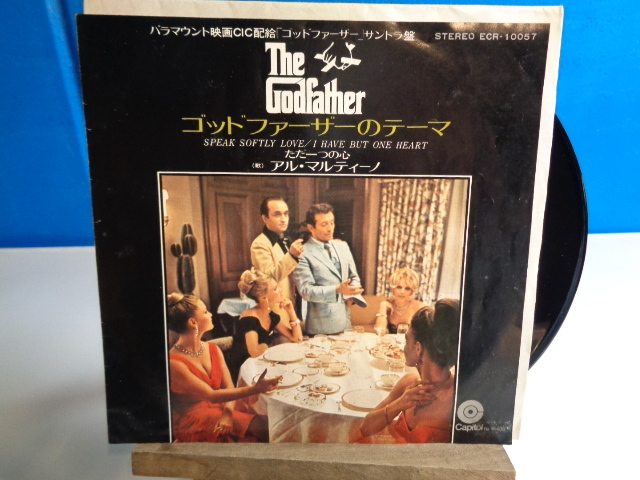 パラマウント映画CIC配給「ゴッドファーザー」サントラ盤
STEREO ECR-10057
The
Godfather
ゴッドファーザーのテーマ
SPEAK SOFTLY LOVE/I HAVE BUT ONE HEART
ただ一つの心
(歌) アル・マルティーノ
Capitol